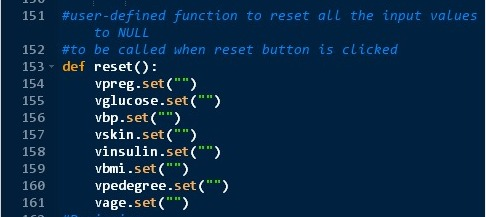 151 #user-defined function to reset all the input values
to NULL
152 #to be called when reset button is clicked
153 def reset():
154 vpreg.set("")
155 vglucose.set("")
156 vbp.set("")
157 vskin.set("")
158 vinsulin.set("")
159 vbmi.set("")
160 vpedegree.set("")
161 vage.set("")